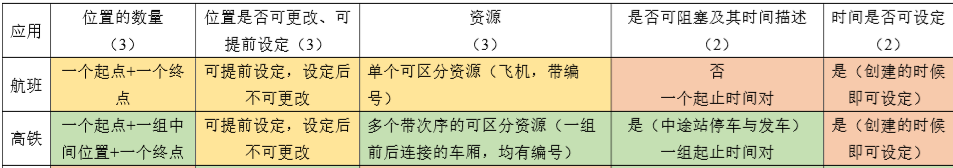 应用
位置的数量
（3）
位置是否可更改、可
提前设定（3）
资源
（3）
是否可阻塞及其时间描述
（2）
时间是否可设定
（2）
航班
一个起点+一个终
点
可提前设定，设定后
不可更改
单个可区分资源（飞机，带编
号）
否
一个起止时间对
是（创建的时候
即可设定）
高铁
一个起点+一组中
间位置+一个终点
可提前设定，设定后
不可更改
多个带次序的可区分资源（一组
前后连接的车厢，均有编号）
是（中途站停车与发车）
一组起止时间对
是（创建的时候
即可设定）